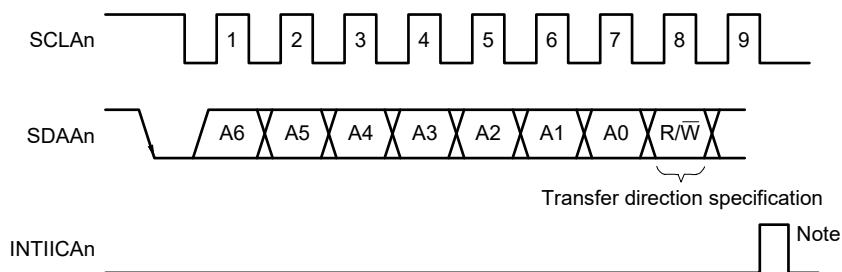 SCLAn 1 2 3 4 5 6 7 8 9
SDAAn A6 A5 A4 A3 A2 A1 A0 R/W̅
Transfer direction specification
INTIICAn Note